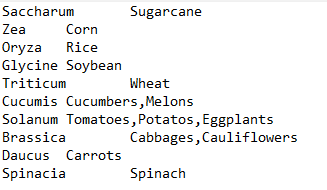 Saccharum Sugarcane
Zea Corn
Oryza Rice
Glycine Soybean
Triticum Wheat
Cucumis Cucumbers,Melons
Solanum Tomatoes,Potatos,Eggplants
Brassica Cabbages,Cauliflowers
Daucus Carrots
Spinacia Spinach